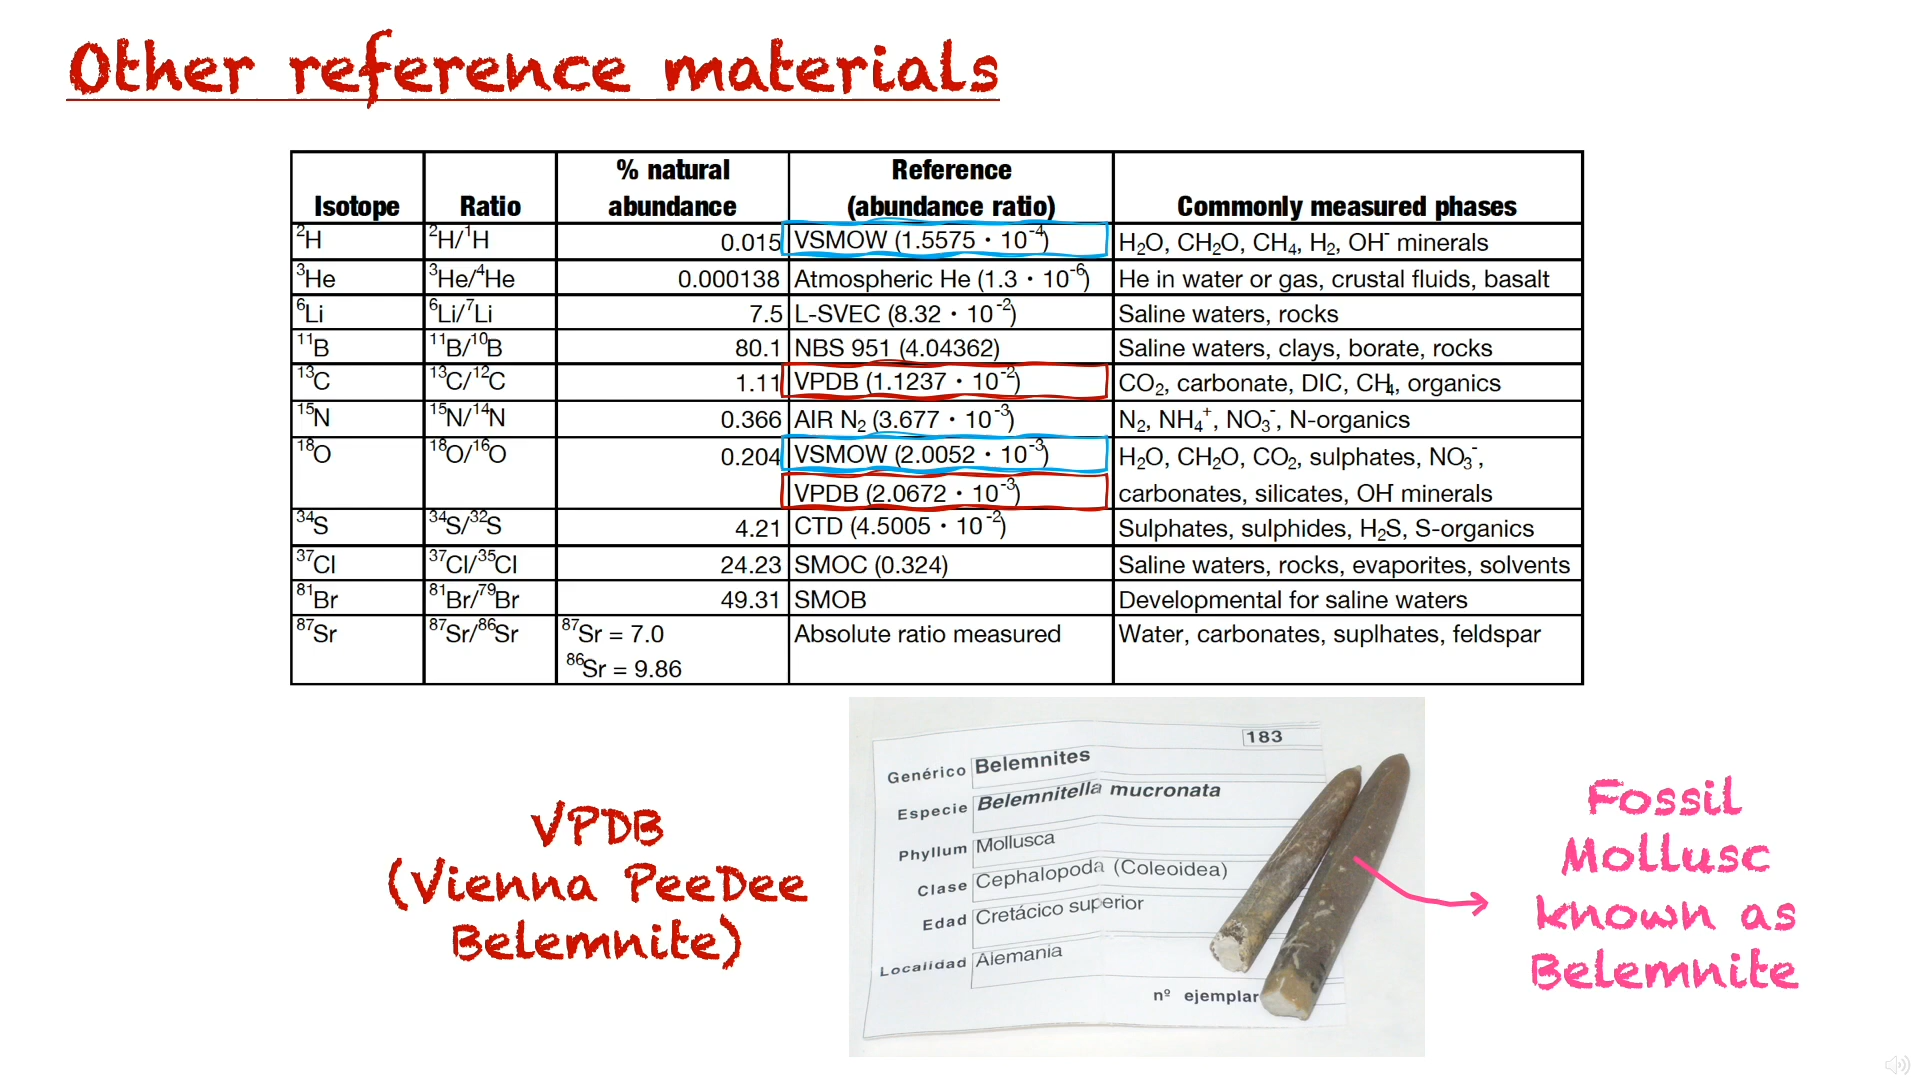 Other reference materials
Isotope | Ratio | % natural abundance | Reference (abundance ratio) | Commonly measured phases
²H | ²H/¹H | 0.015 | VSMOW (1.5575 · 10⁻⁴) | H₂O, CH₂O, CH₄, H₂, OH⁻ minerals
³He | ³He/⁴He | 0.000138 | Atmospheric He (1.3 · 10⁻⁶) | He in water or gas, crustal fluids, basalt
⁶Li | ⁶Li/⁷Li | 7.5 | L-SVEC (8.32 · 10⁻²) | Saline waters, rocks
¹¹B | ¹¹B/¹⁰B | 80.1 | NBS 951 (4.04362) | Saline waters, clays, borate, rocks
¹³C | ¹³C/¹²C | 1.11 | VPDB (1.1237 · 10⁻²) | CO₂, carbonate, DIC, CH₄, organics
¹⁵N | ¹⁵N/¹⁴N | 0.366 | AIR N₂ (3.677 · 10⁻³) | N₂, NH₄⁺, NO₃⁻, N-organics
¹⁸O | ¹⁸O/¹⁶O | 0.204 | VSMOW (2.0052 · 10⁻³) | H₂O, CH₂O, CO₂, sulphates, NO₃⁻,
VPDB (2.0672 · 10⁻³) | carbonates, silicates, OH⁻ minerals
³⁴S | ³⁴S/³²S | 4.21 | CTD (4.5005 · 10⁻²) | Sulphates, sulphides, H₂S, S-organics
³⁷Cl | ³⁷Cl/³⁵Cl | 24.23 | SMOC (0.324) | Saline waters, rocks, evaporites, solvents
⁸¹Br | ⁸¹Br/⁷⁹Br | 49.31 | SMOB | Developmental for saline waters
⁸⁷Sr | ⁸⁷Sr/⁸⁶Sr | ⁸⁷Sr = 7.0 | Absolute ratio measured | Water, carbonates, suplhates, feldspar
⁸⁶Sr = 9.86
VPDB
(Vienna PeeDee
Belemnite)
183
Genérico Belemnites
Especie Belemnitella mucronata
Phyllum Mollusca
Clase Cephalopoda (Coleoidea)
Edad Cretácico superior
Localidad Alemania
nº ejemplar
Fossil
Mollusc
known as
Belemnite